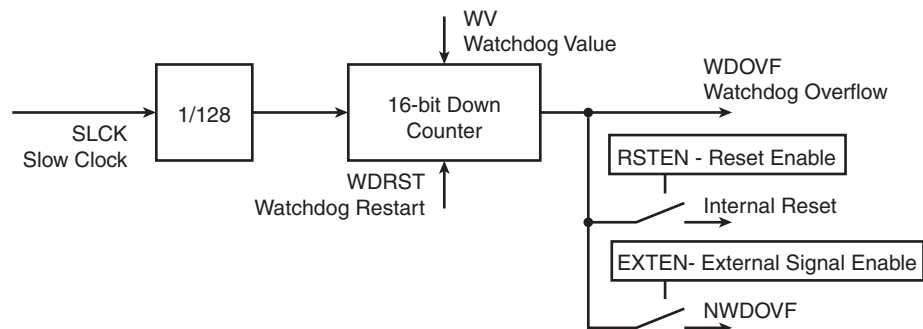 WV
Watchdog Value
WDOVF
Watchdog Overflow
1/128
16-bit Down
Counter
SLCK
Slow Clock
WDRST
Watchdog Restart
RSTEN - Reset Enable
Internal Reset
EXTEN- External Signal Enable
NWDOVF